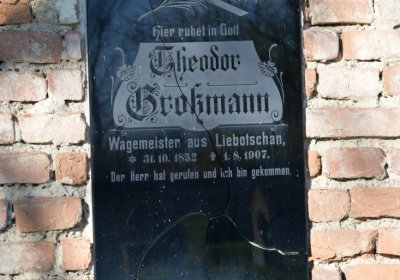 Hier ruhet in Gott
Theodor
Großmann
Wagemeister aus Liebotschan,
* 31.10.1852 ✝ 1.8.1907.
Der Herr hat gerufen und ich bin gekommen.